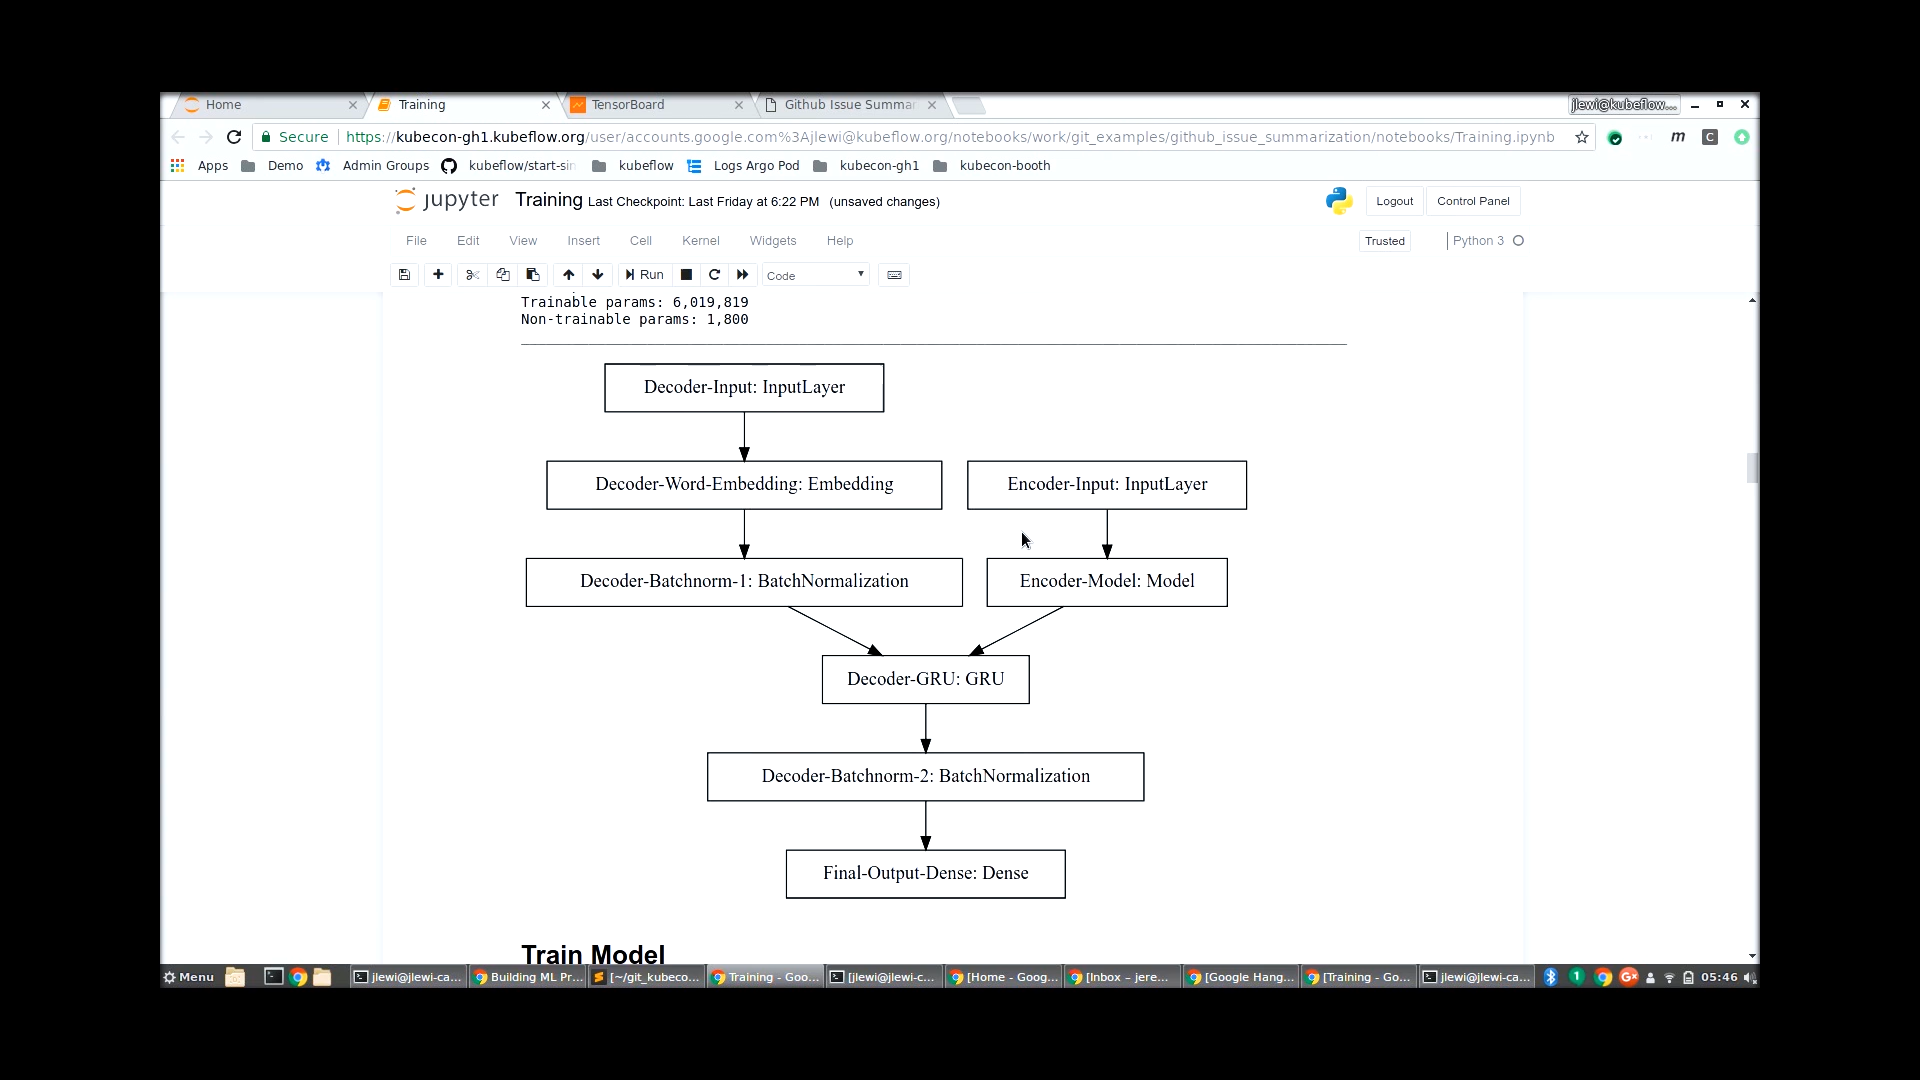 Home
Training
TensorBoard
Github Issue Summar
jlewi@kubeflow...
Secure
https://kubecon-gh1.kubeflow.org/user/accounts.google.com%3Ajlewi@kubeflow.org/notebooks/work/git_examples/github_issue_summarization/notebooks/Training.ipynb
m
C
Apps
Demo
Admin Groups
kubeflow/start-sin
kubeflow
Logs Argo Pod
kubecon-gh1
kubecon-booth
jupyter
Training Last Checkpoint: Last Friday at 6:22 PM (unsaved changes)
Logout
Control Panel
File
Edit
View
Insert
Cell
Kernel
Widgets
Help
Trusted
Python 3
Run
Code
Trainable params: 6,019,819
Non-trainable params: 1,800
Decoder-Input: InputLayer
Decoder-Word-Embedding: Embedding
Encoder-Input: InputLayer
Decoder-Batchnorm-1: BatchNormalization
Encoder-Model: Model
Decoder-GRU: GRU
Decoder-Batchnorm-2: BatchNormalization
Final-Output-Dense: Dense
Train Model
Menu
jlewi@jlewi-ca...
Building ML Pr...
[~/git_kubeco...
Training - Goo...
[jlewi@jlewi-c...
[Home - Goog...
[Inbox – jere...
[Google Hang...
[Training - Go...
jlewi@jlewi-ca...
1
G+
05:46